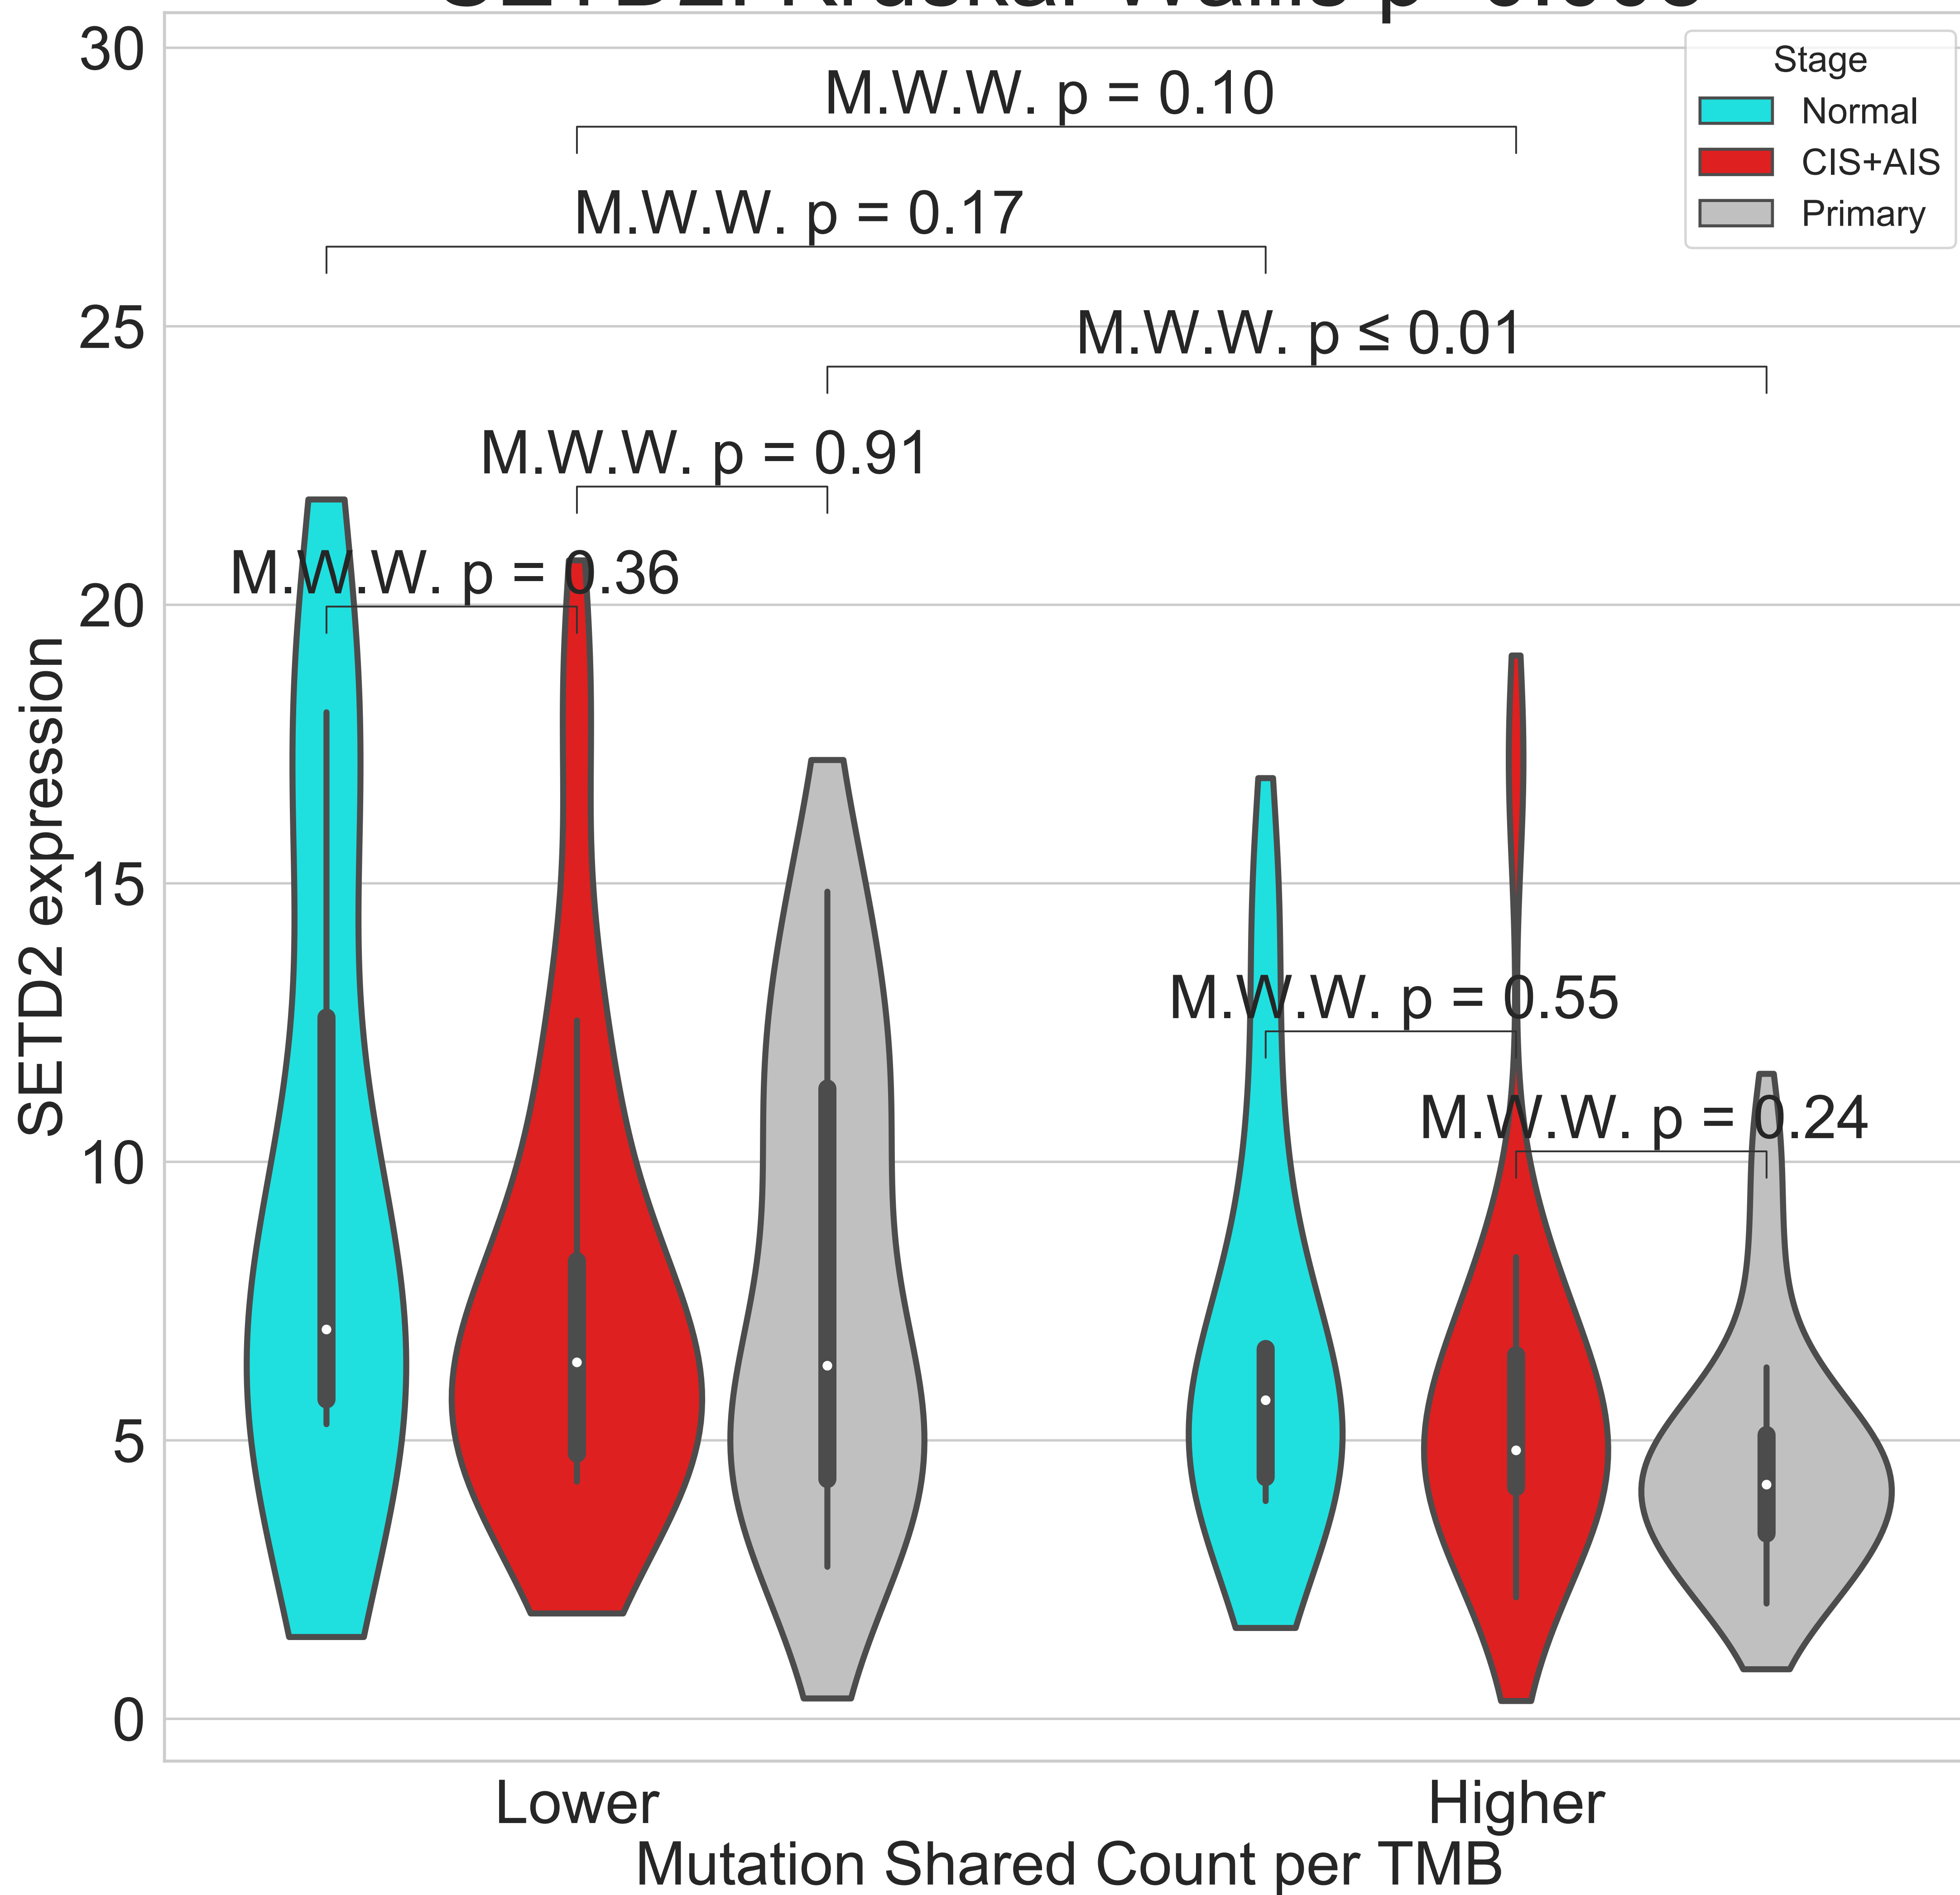 30
25
20
15
10
5
0
SETD2 expression
M.W.W. p = 0.10
M.W.W. p = 0.17
M.W.W. p ≤ 0.01
M.W.W. p = 0.91
M.W.W. p = 0.36
M.W.W. p = 0.55
M.W.W. p = 0.24
Stage
Normal
CIS+AIS
Primary
Lower
Higher
Mutation Shared Count per TMB